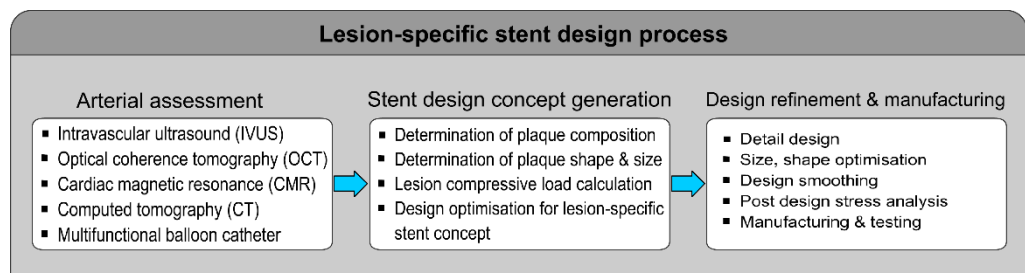 Lesion-specific stent design process
Arterial assessment
▪ Intravascular ultrasound (IVUS)
▪ Optical coherence tomography (OCT)
▪ Cardiac magnetic resonance (CMR)
▪ Computed tomography (CT)
▪ Multifunctional balloon catheter
Stent design concept generation
▪ Determination of plaque composition
▪ Determination of plaque shape & size
▪ Lesion compressive load calculation
▪ Design optimisation for lesion-specific
stent concept
Design refinement & manufacturing
▪ Detail design
▪ Size, shape optimisation
▪ Design smoothing
▪ Post design stress analysis
▪ Manufacturing & testing